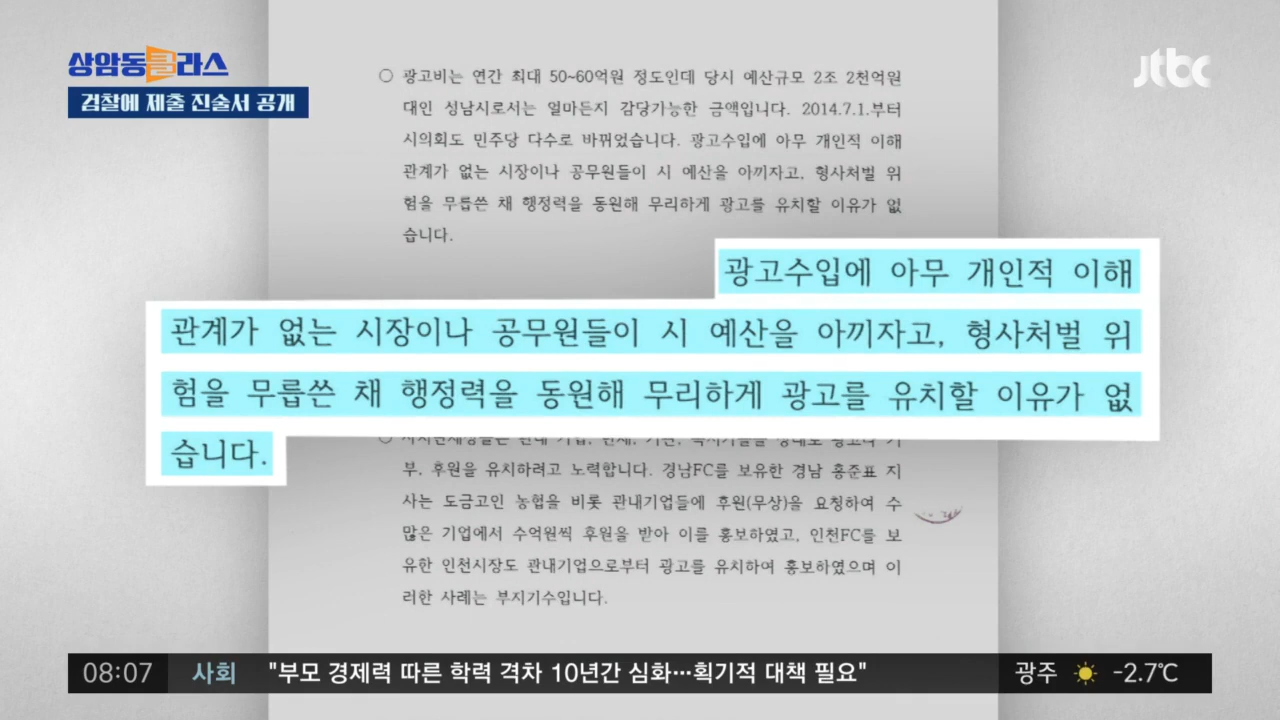 상암동클라스
검찰에 제출 진술서 공개
jtbc
○ 광고비는 연간 최대 50~60억원 정도인데 당시 예산규모 2조 2천억원
대인 성남시로서는 얼마든지 감당가능한 금액입니다. 2014.7.1.부터
시의회도 민주당 다수로 바뀌었습니다. 광고수입에 아무 개인적 이해
관계가 없는 시장이나 공무원들이 시 예산을 아끼자고, 형사처벌 위
험을 무릅쓴 채 행정력을 동원해 무리하게 광고를 유치할 이유가 없
습니다.
광고수입에 아무 개인적 이해
관계가 없는 시장이나 공무원들이 시 예산을 아끼자고, 형사처벌 위
험을 무릅쓴 채 행정력을 동원해 무리하게 광고를 유치할 이유가 없
습니다.
부, 후원을 유치하려고 노력합니다. 경남FC를 보유한 경남 홍준표 지
사는 도금고인 농협을 비롯 관내기업들에 후원(무상)을 요청하여 수
많은 기업에서 수억원씩 후원을 받아 이를 홍보하였고, 인천FC를 보
유한 인천시장도 관내기업으로부터 광고를 유치하여 홍보하였으며 이
러한 사례는 부지기수입니다.
08:07 사회 "부모 경제력 따른 학력 격차 10년간 심화…획기적 대책 필요" 광주 -2.7℃